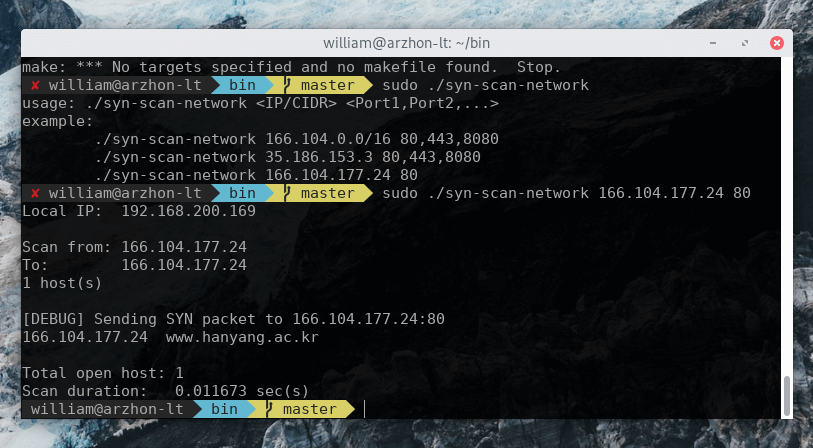 william@arzhon-lt: ~/bin
make: *** No targets specified and no makefile found.  Stop.
✘ william@arzhon-lt  bin  master  sudo ./syn-scan-network
usage: ./syn-scan-network <IP/CIDR> <Port1,Port2,...>
example:
        ./syn-scan-network 166.104.0.0/16 80,443,8080
        ./syn-scan-network 35.186.153.3 80,443,8080
        ./syn-scan-network 166.104.177.24 80
✘ william@arzhon-lt  bin  master  sudo ./syn-scan-network 166.104.177.24 80
Local IP:  192.168.200.169
Scan from: 166.104.177.24
To:        166.104.177.24
1 host(s)
[DEBUG] Sending SYN packet to 166.104.177.24:80
166.104.177.24  www.hanyang.ac.kr
Total open host: 1
Scan duration:   0.011673 sec(s)
william@arzhon-lt  bin  master